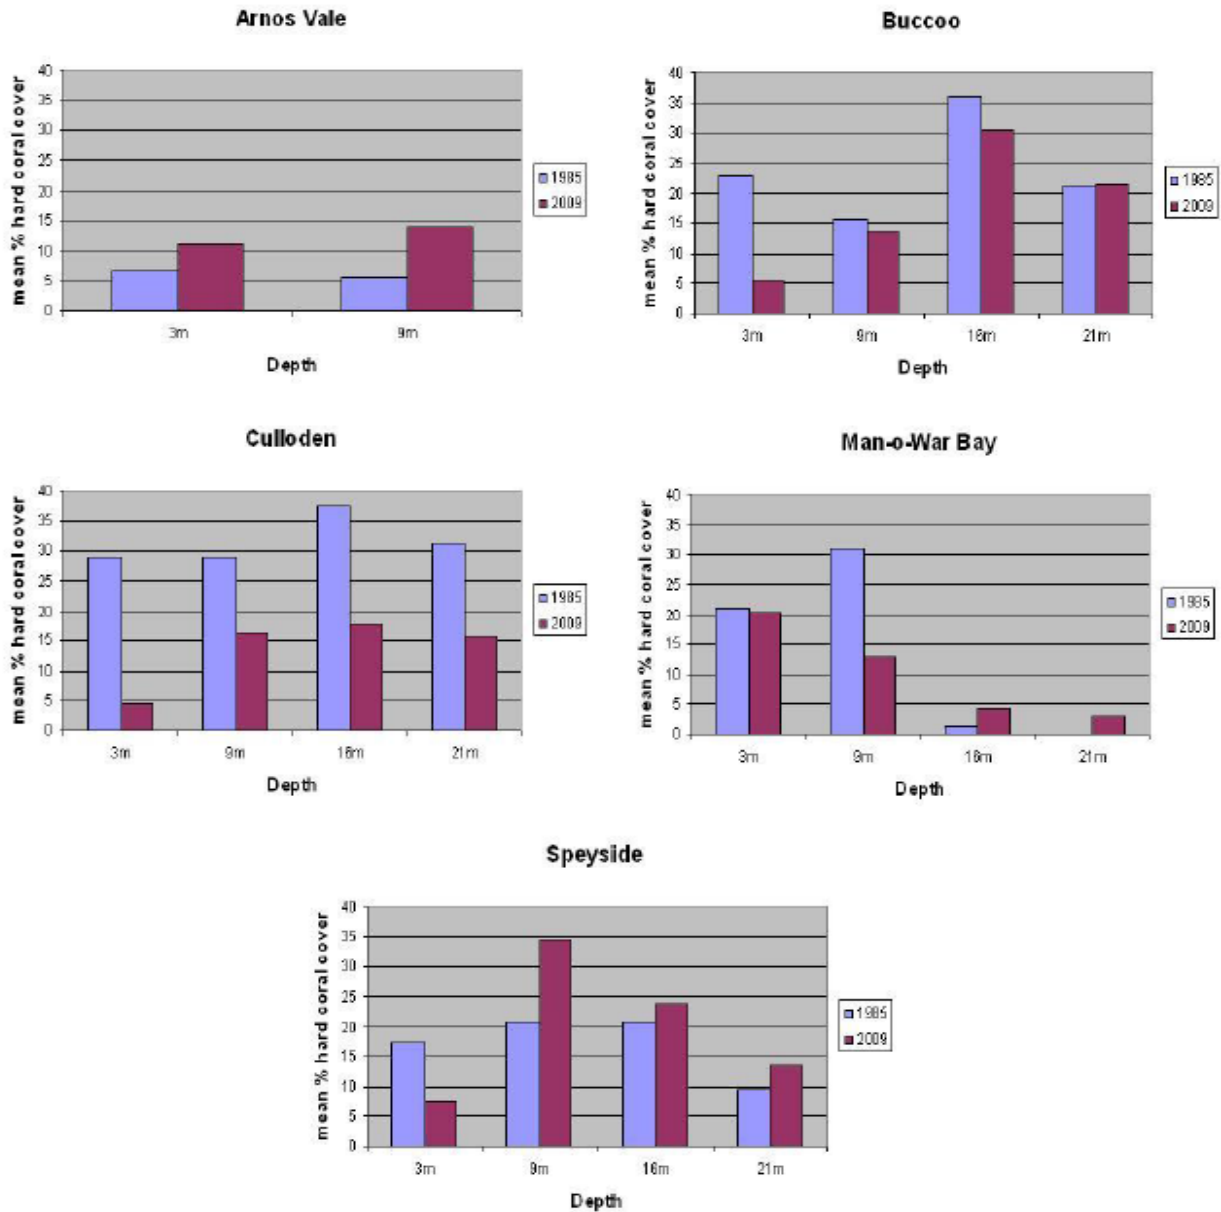 Arnos Vale
mean % hard coral cover
40
35
30
25
20
15
10
5
0
3m
9m
Depth
1985
2009
Buccoo
mean % hard coral cover
40
35
30
25
20
15
10
5
0
3m
9m
16m
21m
Depth
1985
2009
Culloden
mean % hard coral cover
40
35
30
25
20
15
10
5
0
3m
9m
16m
21m
Depth
1985
2009
Man-o-War Bay
mean % hard coral cover
40
35
30
25
20
15
10
5
0
3m
9m
16m
21m
Depth
1985
2009
Speyside
mean % hard coral cover
40
35
30
25
20
15
10
5
0
3m
9m
16m
21m
Depth
1985
2009